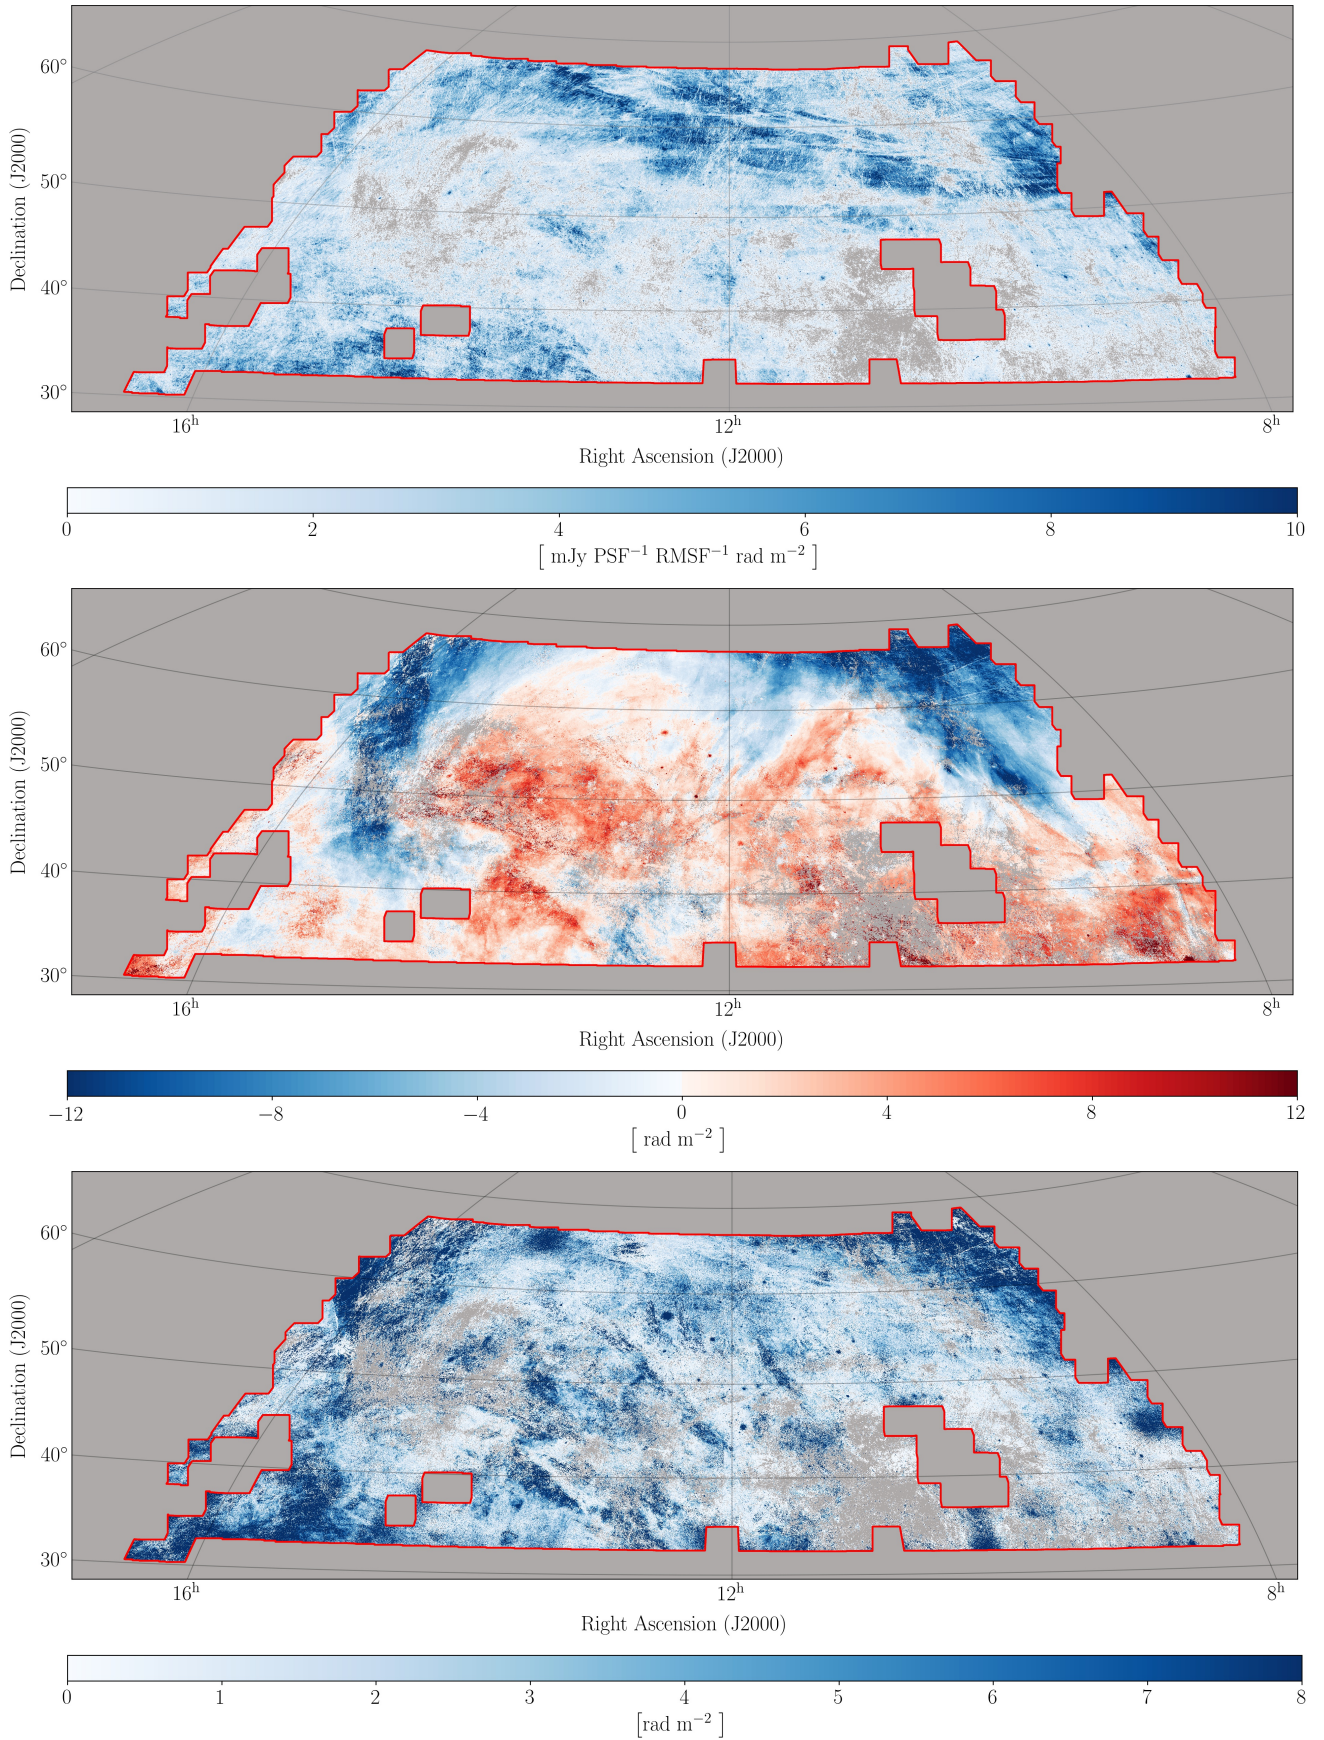 60°
50°
40°
30°
Declination (J2000)
16ʰ 12ʰ 8ʰ
Right Ascension (J2000)
0 2 4 6 8 10
[ mJy PSF⁻¹ RMSF⁻¹ rad m⁻² ]
60°
50°
40°
30°
Declination (J2000)
16ʰ 12ʰ 8ʰ
Right Ascension (J2000)
−12 −8 −4 0 4 8 12
[ rad m⁻² ]
60°
50°
40°
30°
Declination (J2000)
16ʰ 12ʰ 8ʰ
Right Ascension (J2000)
0 1 2 3 4 5 6 7 8
[rad m⁻² ]